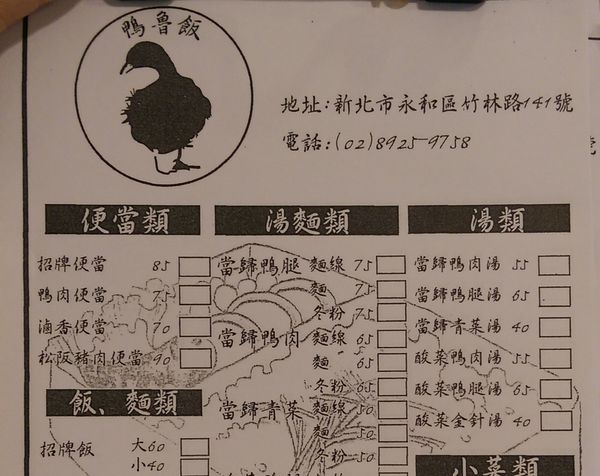 鴨魯飯
地址:新北市永和區竹林路141號
電話:(02)8925-9758
便當類
招牌便當 85
鴨肉便當 75
滷香便當 70
松阪豬肉便當 90
飯、麵類
招牌飯 大60
小40
湯麵類
當歸鴨腿 麵線 75
麵 75
冬粉 75
當歸鴨肉 麵線 65
麵 65
冬粉 65
當歸青菜 麵線 50
麵 50
冬粉 50
湯類
當歸鴨肉湯 55
當歸鴨腿湯 65
當歸青菜湯 40
酸菜鴨肉湯 55
酸菜鴨腿湯 65
酸菜金針湯 40
小菜類
號